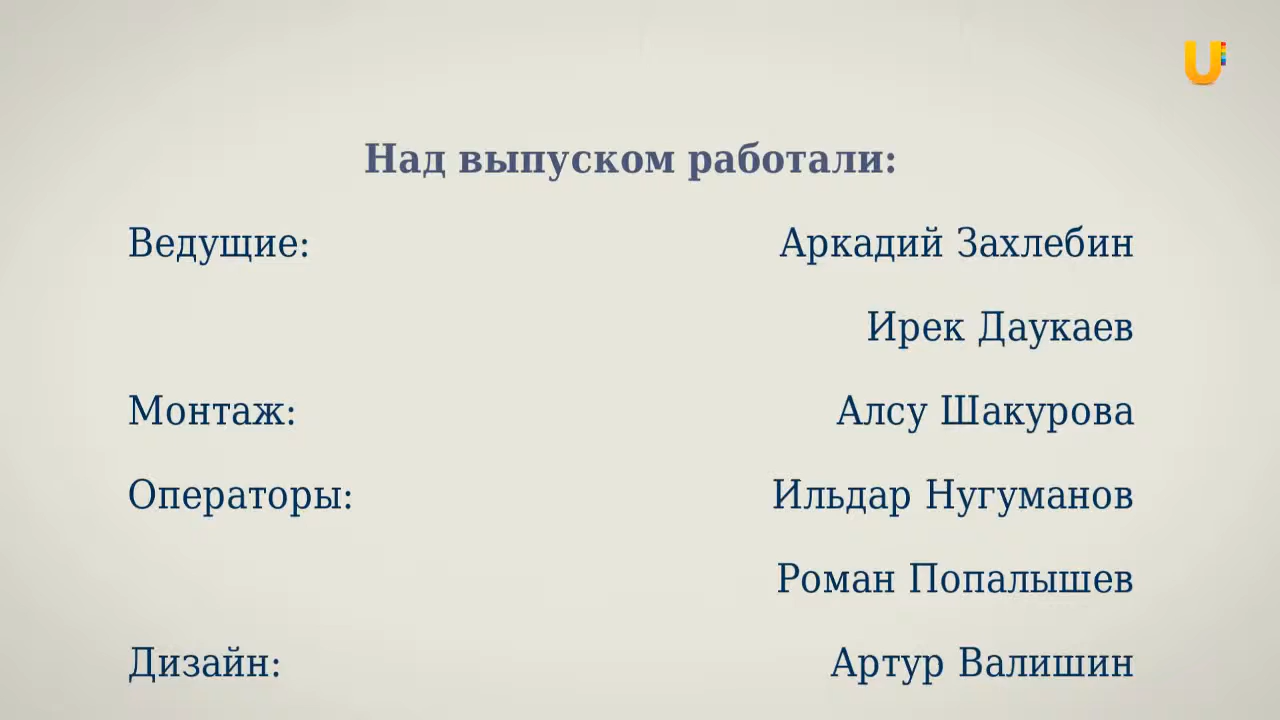 U
Над выпуском работали:
Ведущие: Аркадий Захлебин
Ирек Даукаев
Монтаж: Алсу Шакурова
Операторы: Ильдар Нугуманов
Роман Попалышев
Дизайн: Артур Валишин